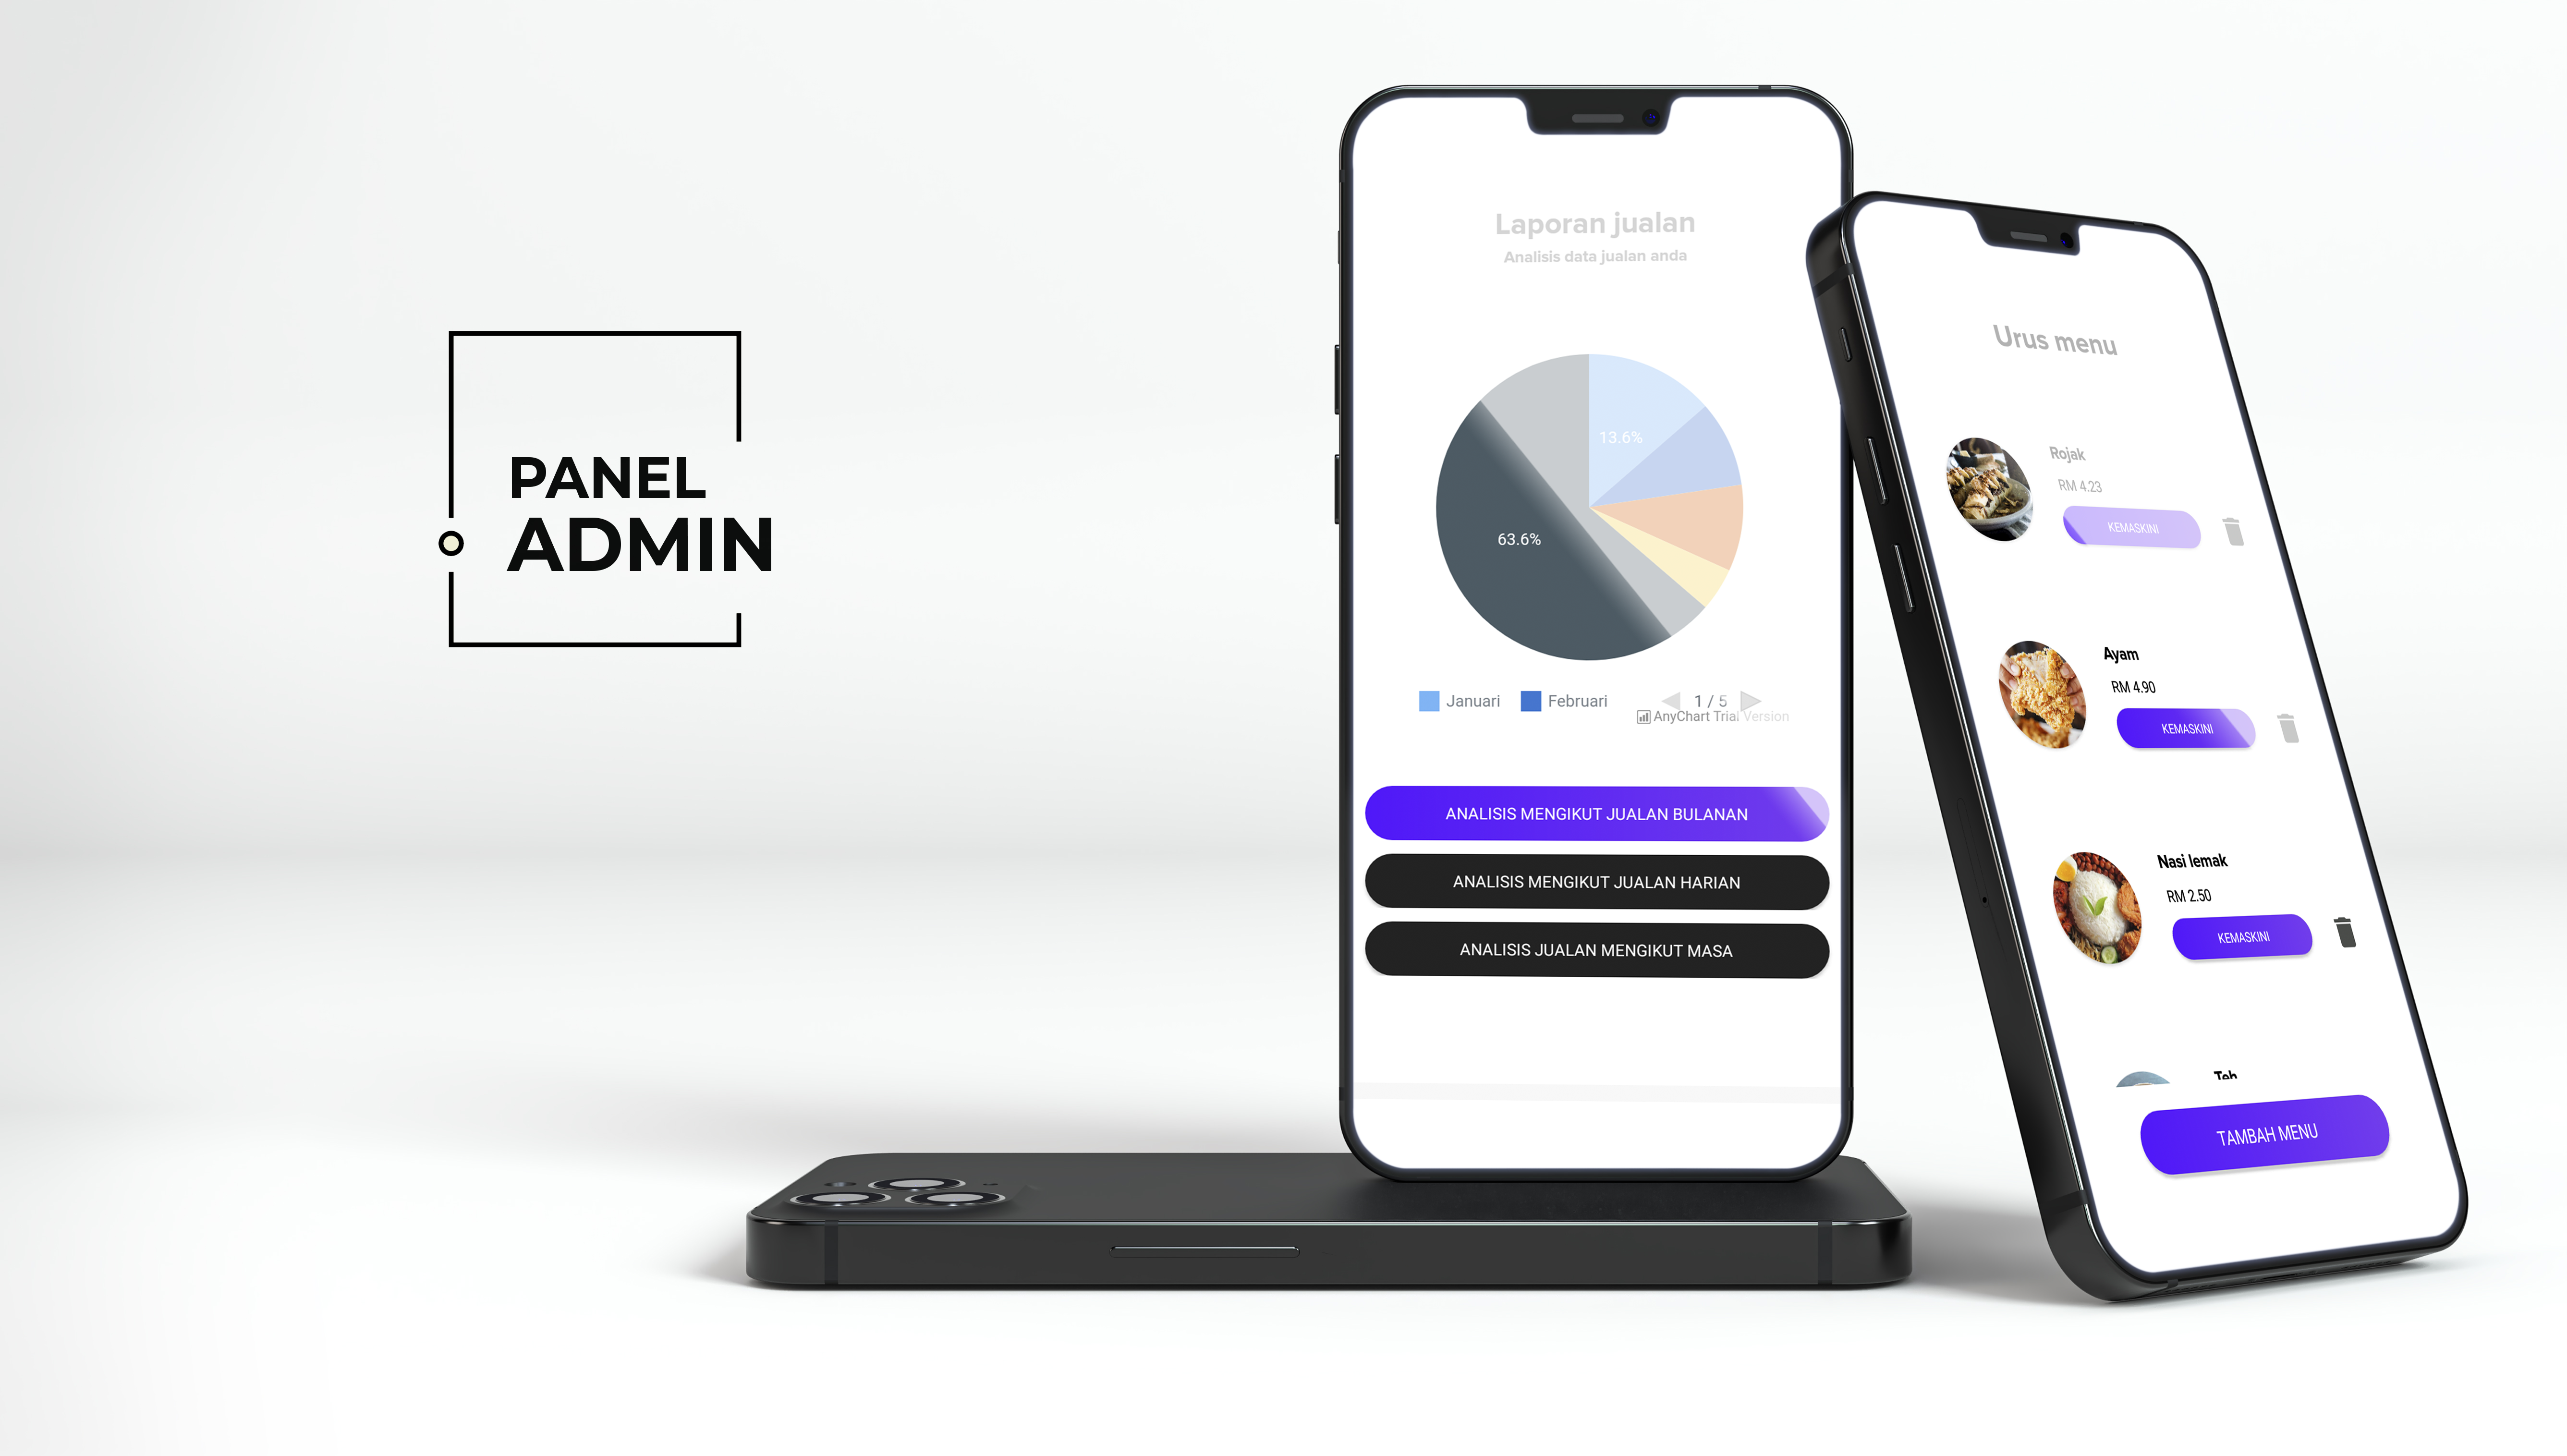 PANEL
ADMIN
Laporan jualan
Analisis data jualan anda
13.6%
63.6%
Januari
Februari
1 / 5
AnyChart Trial Version
ANALISIS MENGIKUT JUALAN BULANAN
ANALISIS MENGIKUT JUALAN HARIAN
ANALISIS JUALAN MENGIKUT MASA
Urus menu
Rojak
RM 4.23
KEMASKINI
Ayam
RM 4.90
KEMASKINI
Nasi lemak
RM 2.50
KEMASKINI
Teh
TAMBAH MENU